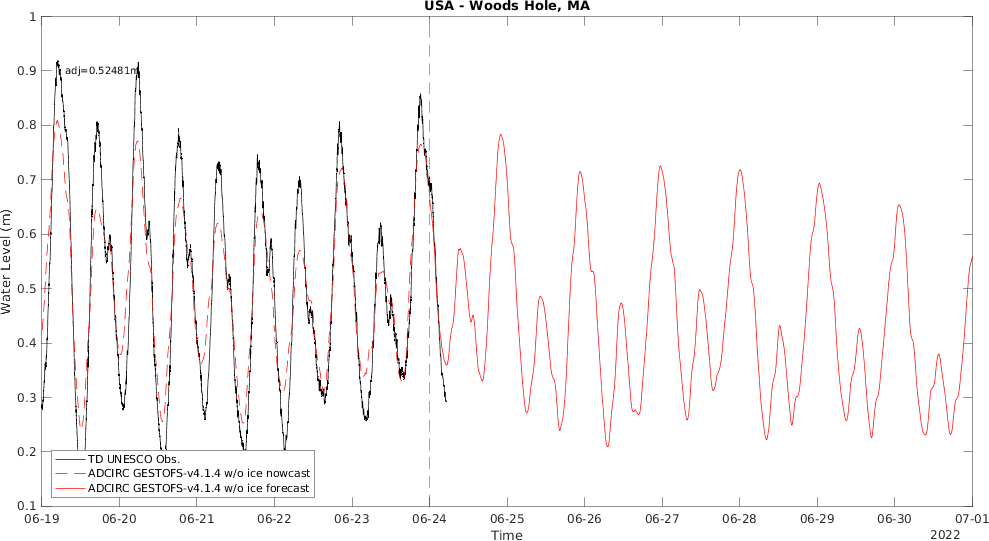 USA - Woods Hole, MA
1
0.9
0.8
0.7
0.6
0.5
0.4
0.3
0.2
0.1
Water Level (m)
adj=0.52481m
TD UNESCO Obs.
ADCIRC GESTOFS-v4.1.4 w/o ice nowcast
ADCIRC GESTOFS-v4.1.4 w/o ice forecast
06-19 06-20 06-21 06-22 06-23 06-24 06-25 06-26 06-27 06-28 06-29 06-30 07-01
Time
2022